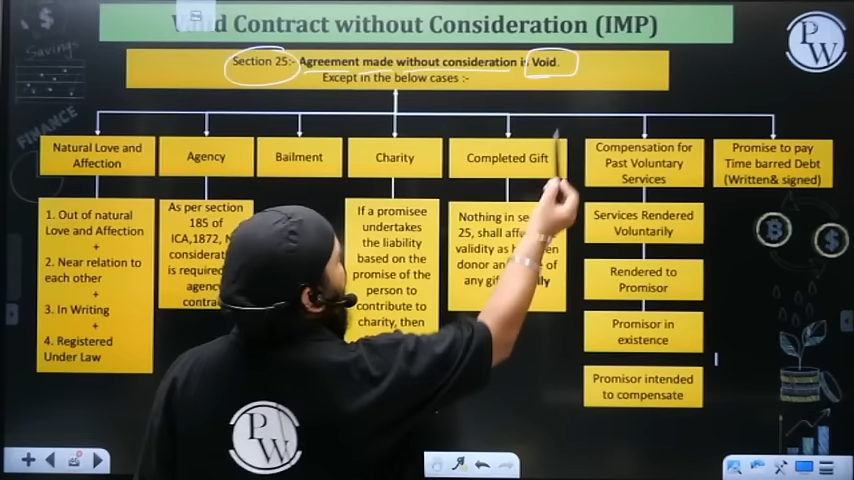 Valid Contract without Consideration (IMP)
Section 25:- Agreement made without consideration is Void.
Except in the below cases :-
Natural Love and
Affection
Agency
Bailment
Charity
Completed Gift
Compensation for
Past Voluntary
Services
Promise to pay
Time barred Debt
(Written& signed)
1. Out of natural
Love and Affection
+
2. Near relation to
each other
+
3. In Writing
+
4. Registered
Under Law
As per section
185 of
ICA,1872,
is required
If a promisee
undertakes
the liability
based on the
promise of the
person to
contribute to
charity, then
Nothing in
25, shall
validity as
donor
any
Services Rendered
Voluntarily
Rendered to
Promisor
Promisor in
existence
Promisor intended
to compensate
Savings
FINANCE
PW
PW